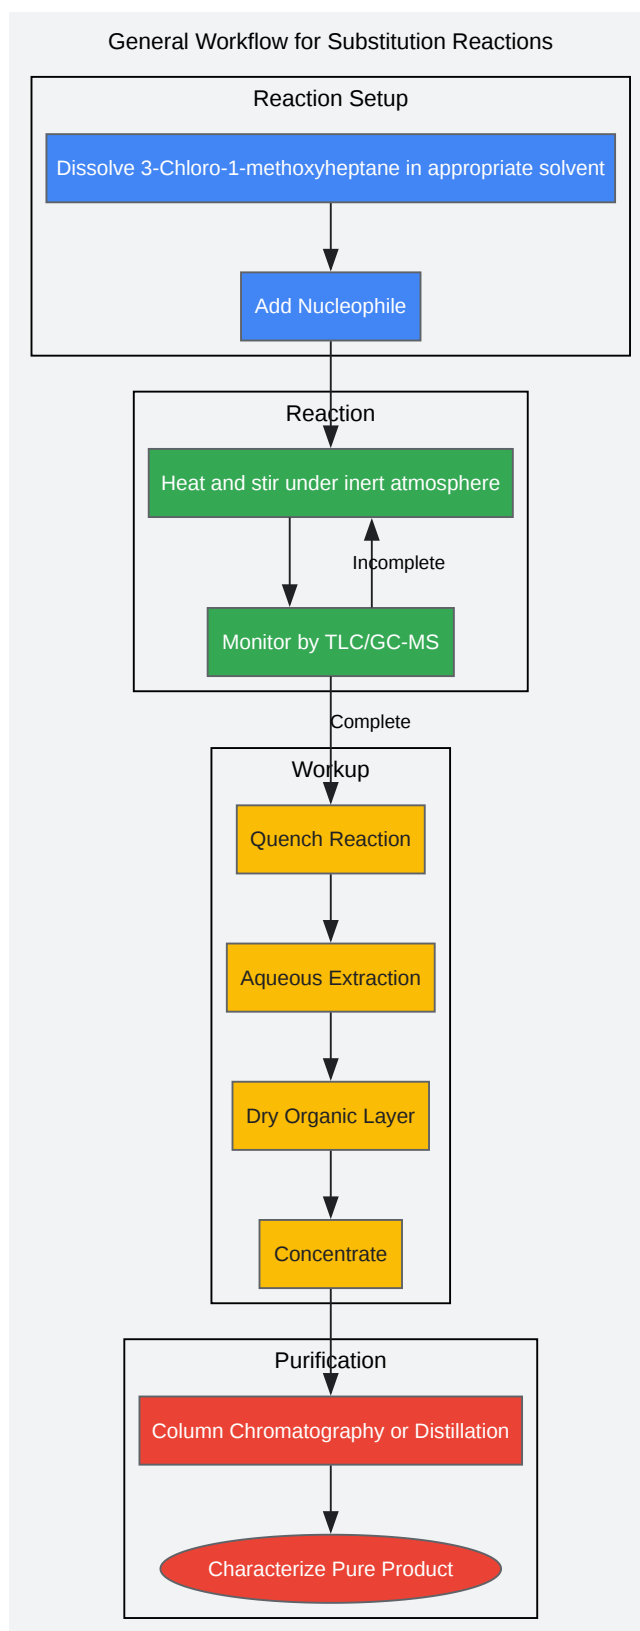 General Workflow for Substitution Reactions
Reaction Setup
Dissolve 3-Chloro-1-methoxyheptane in appropriate solvent
Add Nucleophile
Reaction
Heat and stir under inert atmosphere
Incomplete
Monitor by TLC/GC-MS
Complete
Workup
Quench Reaction
Aqueous Extraction
Dry Organic Layer
Concentrate
Purification
Column Chromatography or Distillation
Characterize Pure Product